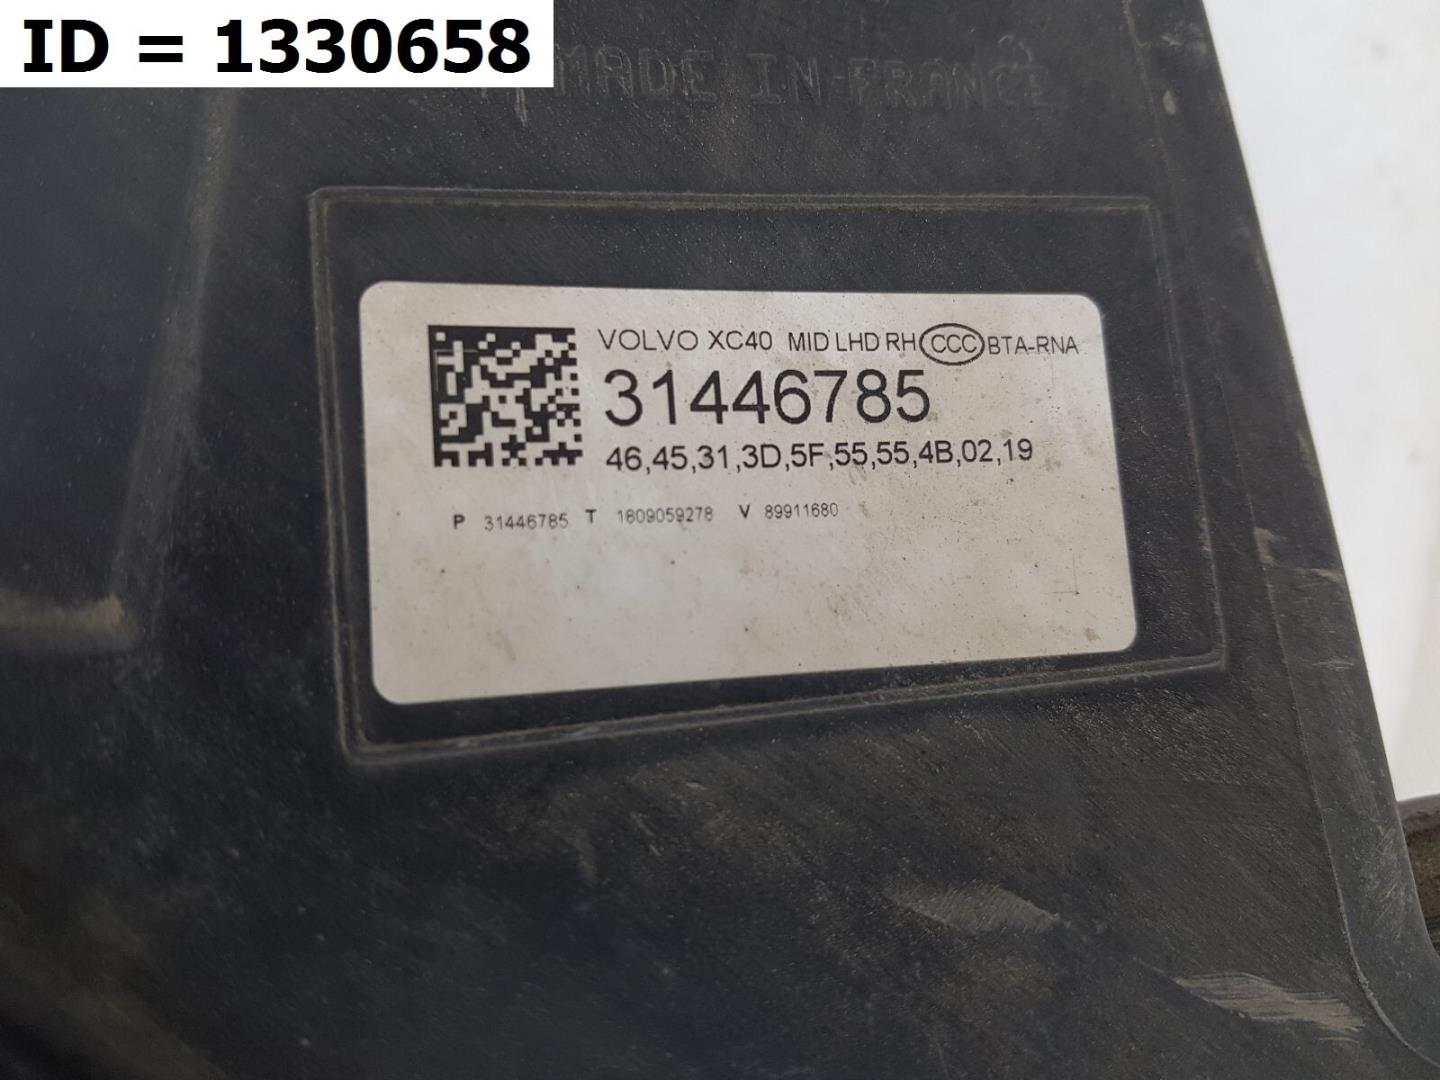 ID = 1330658
MADE IN FRANCE
VOLVO XC40 MID LHD RH CCC BTA-RNA
31446785
46,45,31,3D,5F,55,55,4B,02,19
P 31446785 T 1809059278 V 89911680